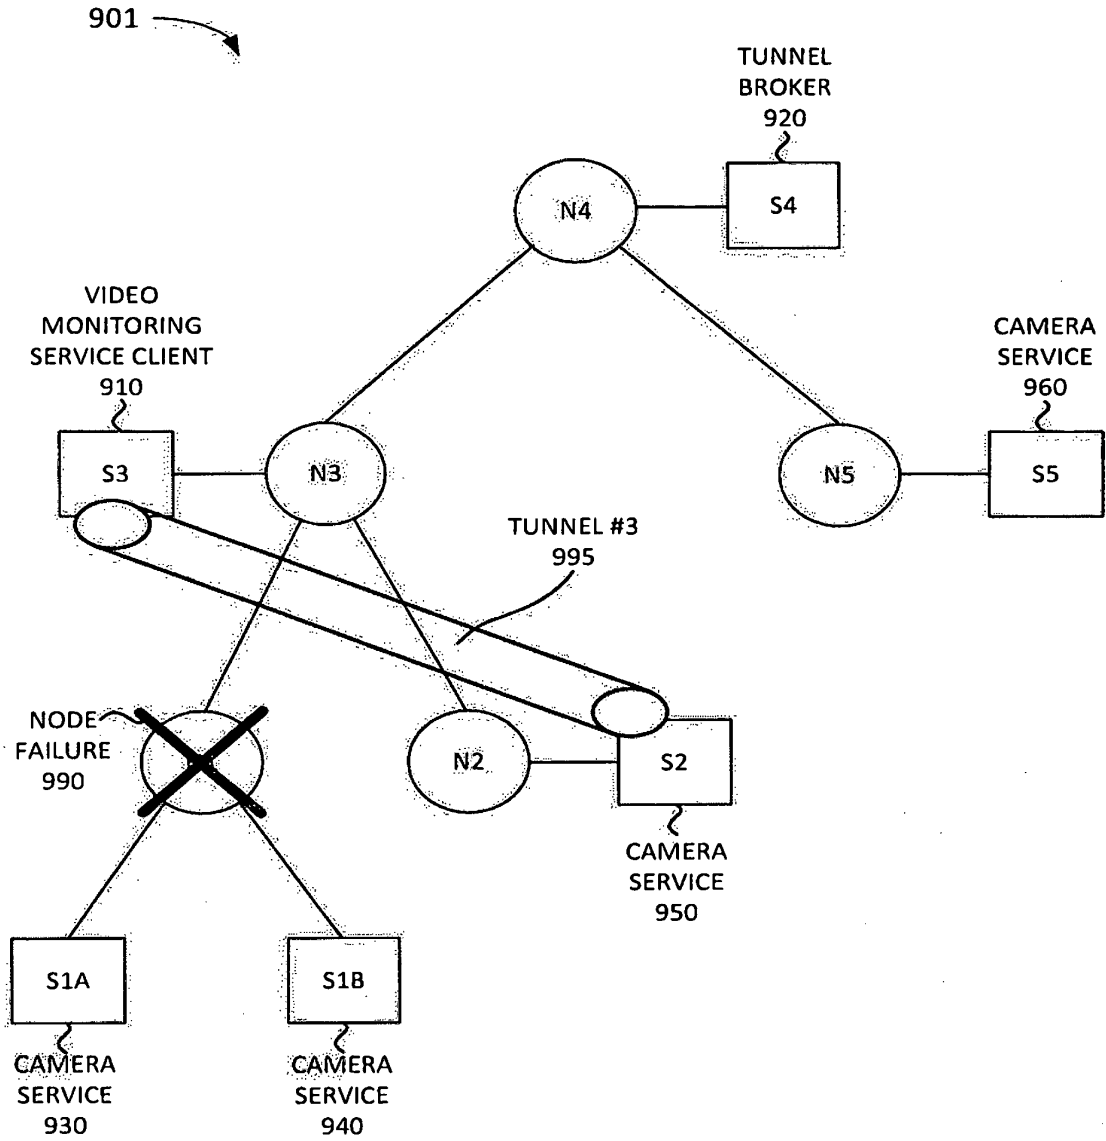 901
TUNNEL
BROKER
920
N4
S4
VIDEO
MONITORING
SERVICE CLIENT
910
CAMERA
SERVICE
960
S3
N3
N5
S5
TUNNEL #3
995
NODE
FAILURE
990
N2
S2
CAMERA
SERVICE
950
S1A
S1B
CAMERA
SERVICE
930
CAMERA
SERVICE
940